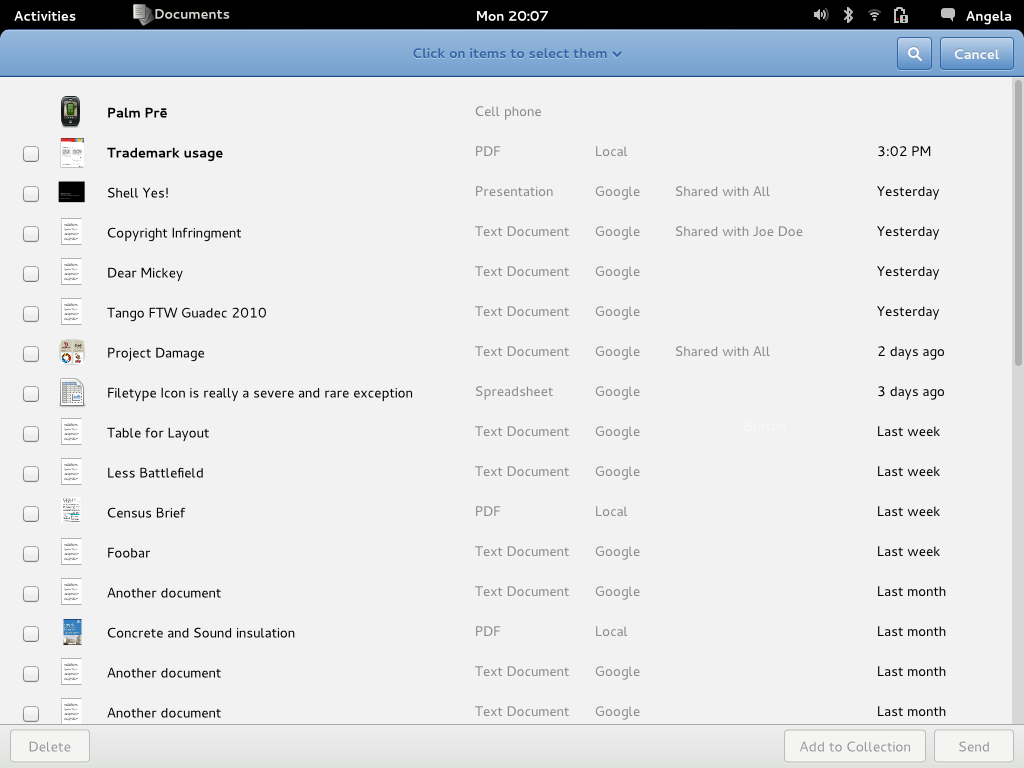 Activities Documents Mon 20:07 Angela
Click on items to select them Cancel
Palm Prē Cell phone
Trademark usage PDF Local 3:02 PM
Shell Yes! Presentation Google Shared with All Yesterday
Copyright Infringment Text Document Google Shared with Joe Doe Yesterday
Dear Mickey Text Document Google Yesterday
Tango FTW Guadec 2010 Text Document Google Yesterday
Project Damage Text Document Google Shared with All 2 days ago
Filetype Icon is really a severe and rare exception Spreadsheet Google 3 days ago
Button
Table for Layout Text Document Google Last week
Less Battlefield Text Document Google Last week
Census Brief PDF Local Last week
Foobar Text Document Google Last week
Another document Text Document Google Last month
Concrete and Sound insulation PDF Local Last month
Another document Text Document Google Last month
Another document Text Document Google Last month
Delete Add to Collection Send